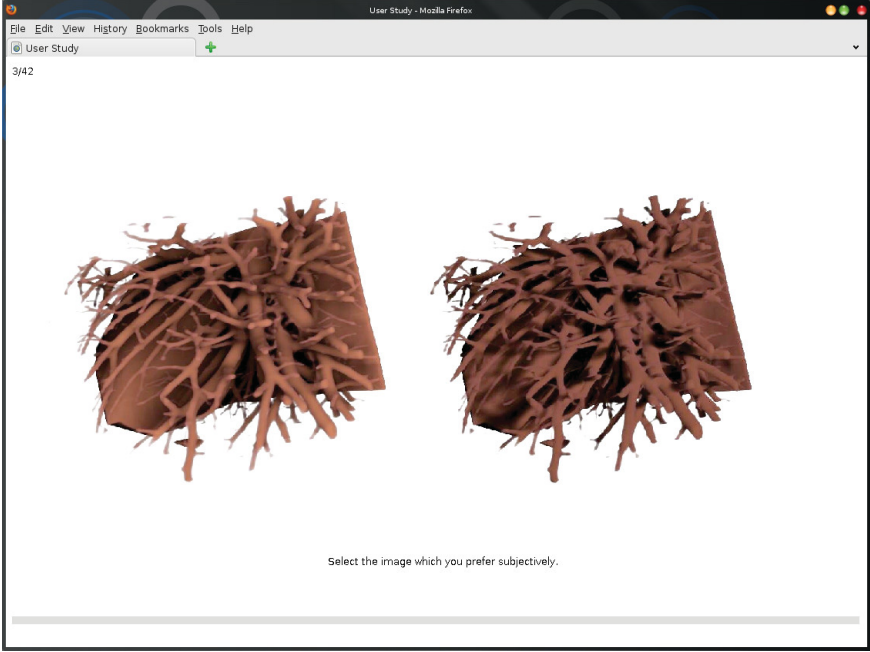 User Study - Mozilla Firefox
File Edit View History Bookmarks Tools Help
User Study
3/42
Select the image which you prefer subjectively.